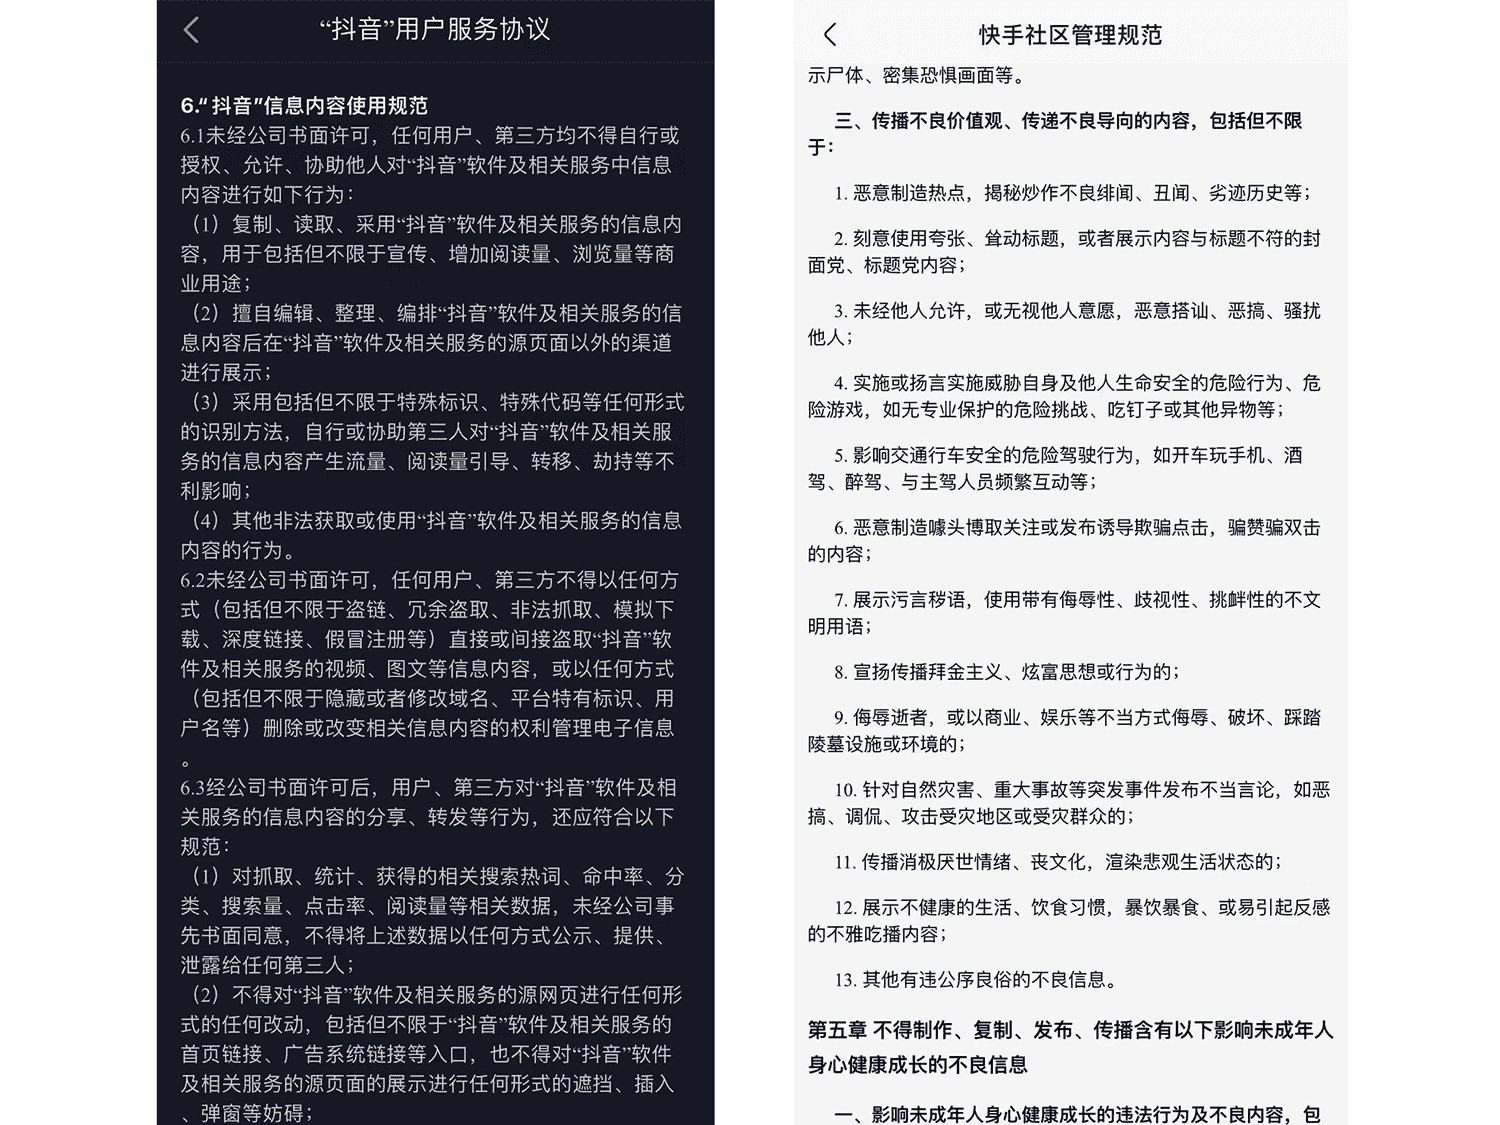 “抖音”用户服务协议
6.“抖音”信息内容使用规范
6.1未经公司书面许可，任何用户、第三方均不得自行或
授权、允许、协助他人对“抖音”软件及相关服务中信息
内容进行如下行为：
（1）复制、读取、采用“抖音”软件及相关服务的信息内
容，用于包括但不限于宣传、增加阅读量、浏览量等商
业用途；
（2）擅自编辑、整理、编排“抖音”软件及相关服务的信
息内容后在“抖音”软件及相关服务的源页面以外的渠道
进行展示；
（3）采用包括但不限于特殊标识、特殊代码等任何形式
的识别方法，自行或协助第三人对“抖音”软件及相关服
务的信息内容产生流量、阅读量引导、转移、劫持等不
利影响；
（4）其他非法获取或使用“抖音”软件及相关服务的信息
内容的行为。
6.2未经公司书面许可，任何用户、第三方不得以任何方
式（包括但不限于盗链、冗余盗取、非法抓取、模拟下
载、深度链接、假冒注册等）直接或间接盗取“抖音”软
件及相关服务的视频、图文等信息内容，或以任何方式
（包括但不限于隐藏或者修改域名、平台特有标识、用
户名等）删除或改变相关信息内容的权利管理电子信息
。
6.3经公司书面许可后，用户、第三方对“抖音”软件及相
关服务的信息内容的分享、转发等行为，还应符合以下
规范：
（1）对抓取、统计、获得的相关搜索热词、命中率、分
类、搜索量、点击率、阅读量等相关数据，未经公司事
先书面同意，不得将上述数据以任何方式公示、提供、
泄露给任何第三人；
（2）不得对“抖音”软件及相关服务的源网页进行任何形
式的任何改动，包括但不限于“抖音”软件及相关服务的
首页链接、广告系统链接等入口，也不得对“抖音”软件
及相关服务的源页面的展示进行任何形式的遮挡、插入
、弹窗等妨碍；
快手社区管理规范
示尸体、密集恐惧画面等。
三、传播不良价值观、传递不良导向的内容，包括但不限
于：
1. 恶意制造热点，揭秘炒作不良绯闻、丑闻、劣迹历史等；
2. 刻意使用夸张、耸动标题，或者展示内容与标题不符的封
面党、标题党内容；
3. 未经他人允许，或无视他人意愿，恶意搭讪、恶搞、骚扰
他人；
4. 实施或扬言实施威胁自身及他人生命安全的危险行为、危
险游戏，如无专业保护的危险挑战、吃钉子或其他异物等；
5. 影响交通行车安全的危险驾驶行为，如开车玩手机、酒
驾、醉驾、与主驾人员频繁互动等；
6. 恶意制造噱头博取关注或发布诱导欺骗点击，骗赞骗双击
的内容；
7. 展示污言秽语，使用带有侮辱性、歧视性、挑衅性的不文
明用语；
8. 宣扬传播拜金主义、炫富思想或行为的；
9. 侮辱逝者，或以商业、娱乐等不当方式侮辱、破坏、踩踏
陵墓设施或环境的；
10. 针对自然灾害、重大事故等突发事件发布不当言论，如恶
搞、调侃、攻击受灾地区或受灾群众的；
11. 传播消极厌世情绪、丧文化，渲染悲观生活状态的；
12. 展示不健康的生活、饮食习惯，暴饮暴食、或易引起反感
的不雅吃播内容；
13. 其他有违公序良俗的不良信息。
第五章 不得制作、复制、发布、传播含有以下影响未成年人
身心健康成长的不良信息
一、影响未成年人身心健康成长的违法行为及不良内容，包